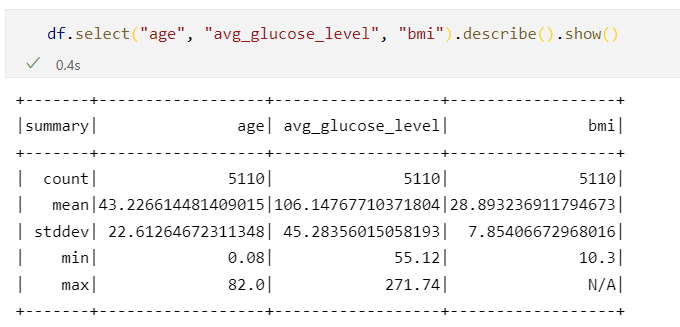 df.select("age", "avg_glucose_level", "bmi").describe().show()
✓ 0.4s
+-------+------------------+------------------+------------------+
|summary|               age| avg_glucose_level|               bmi|
+-------+------------------+------------------+------------------+
|  count|              5110|              5110|              5110|
|   mean|43.226614481409015|106.14767710371804|28.893236911794673|
| stddev| 22.61264672311348| 45.28356015058193|  7.85406672968016|
|    min|              0.08|             55.12|              10.3|
|    max|              82.0|            271.74|               N/A|
+-------+------------------+------------------+------------------+